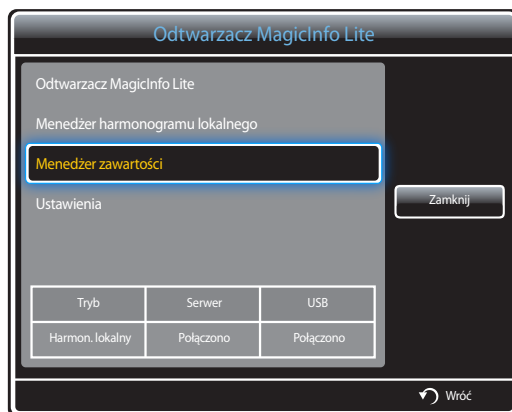 Odtwarzacz MagicInfo Lite
Odtwarzacz MagicInfo Lite
Menedżer harmonogramu lokalnego
Menedżer zawartości
Ustawienia
Zamknij
Tryb Serwer USB
Harmon. lokalny Połączono Połączono
Wróć